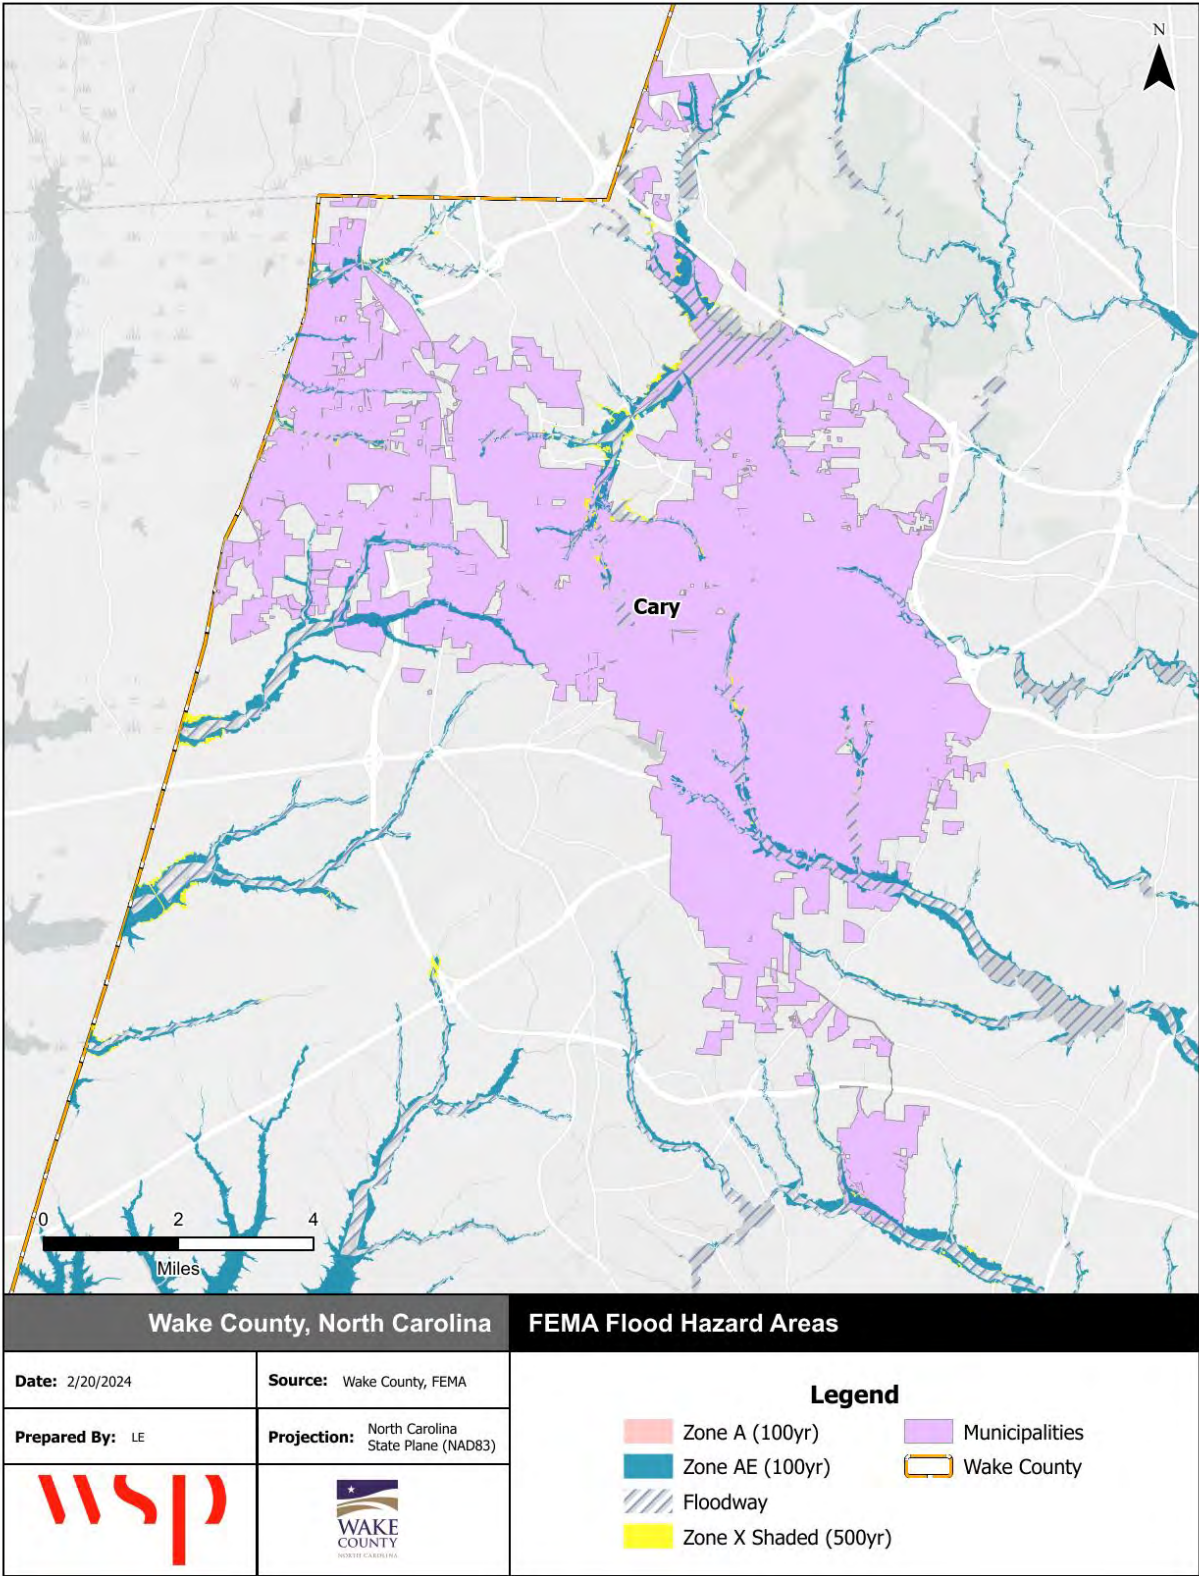 N
Cary
0 2 4
Miles
Wake County, North Carolina
FEMA Flood Hazard Areas
Date: 2/20/2024
Source: Wake County, FEMA
Prepared By: LE
Projection: North Carolina
State Plane (NAD83)
wsp
WAKE
COUNTY
NORTH CAROLINA
Legend
Zone A (100yr)
Zone AE (100yr)
Floodway
Zone X Shaded (500yr)
Municipalities
Wake County